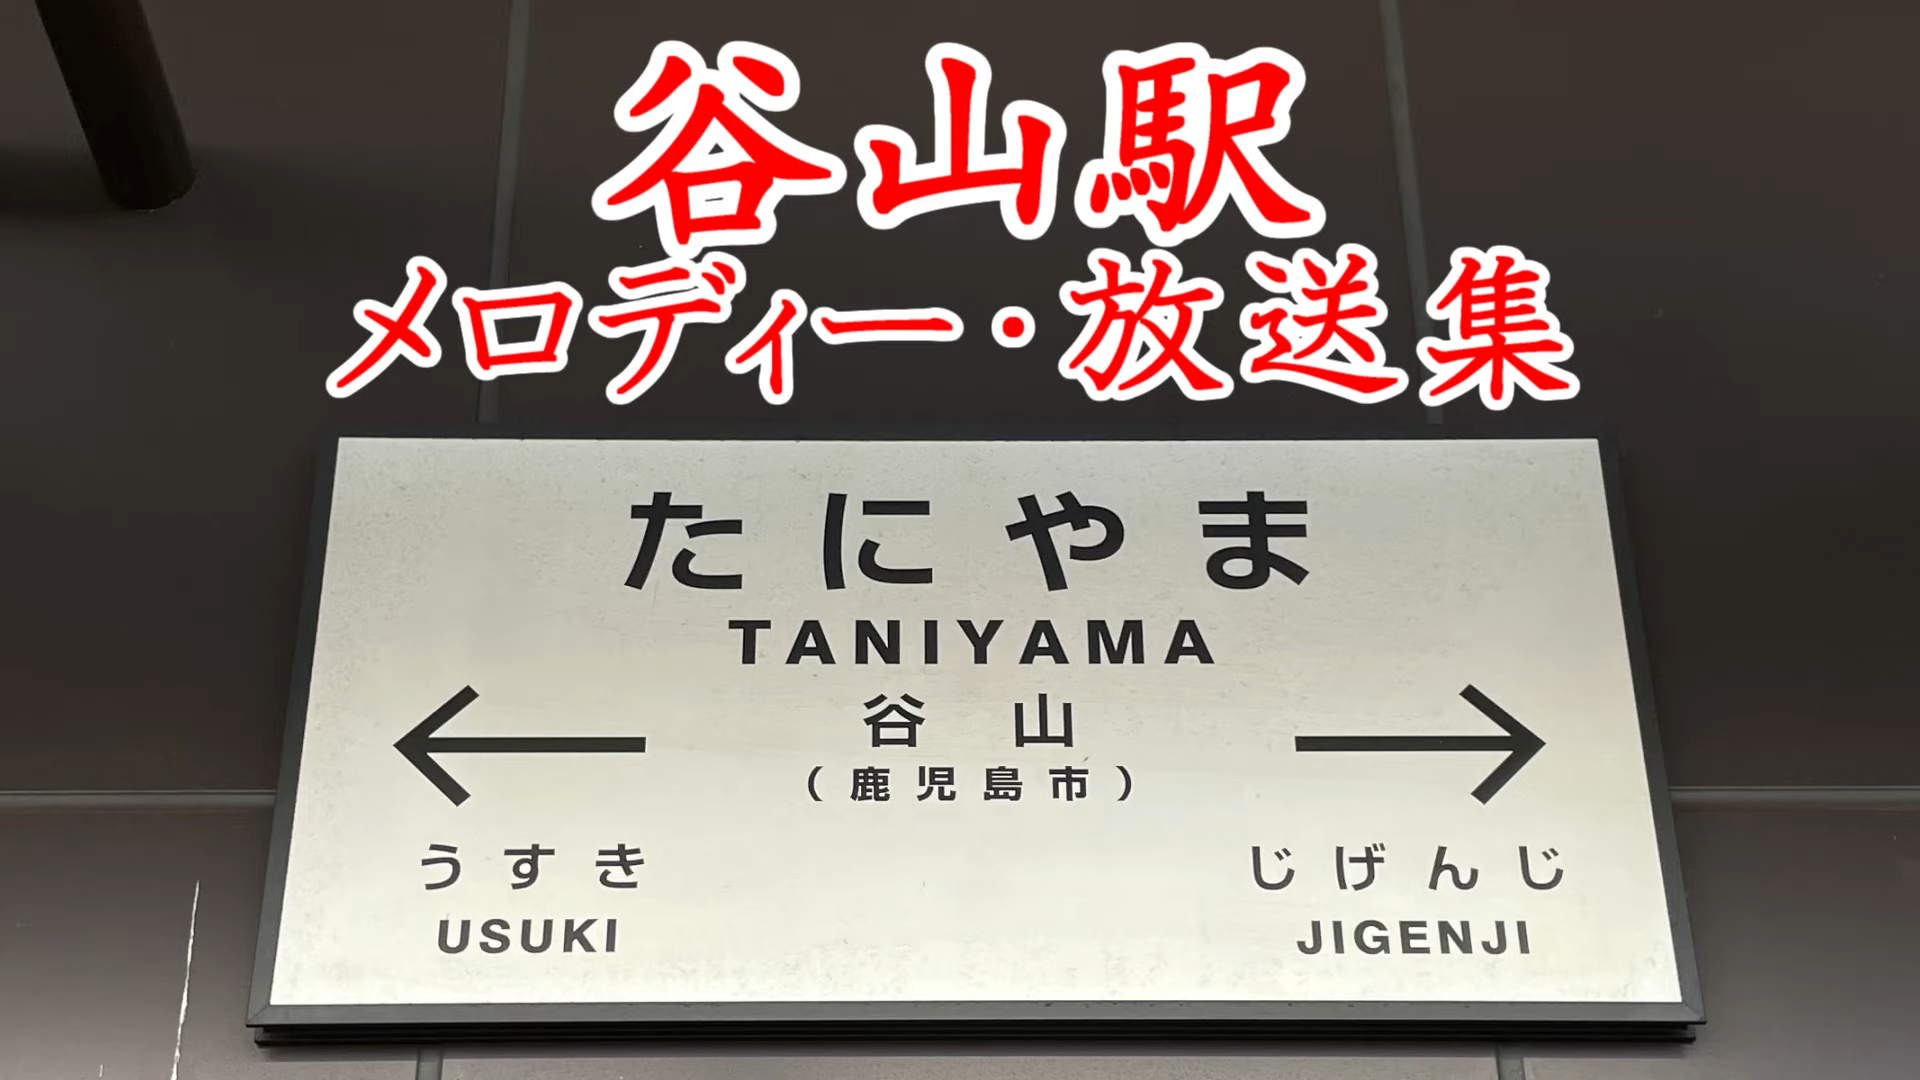 谷山駅
メロディー・放送集
たにやま
TANIYAMA
谷山
(鹿児島市)
うすき
USUKI
じげんじ
JIGENJI